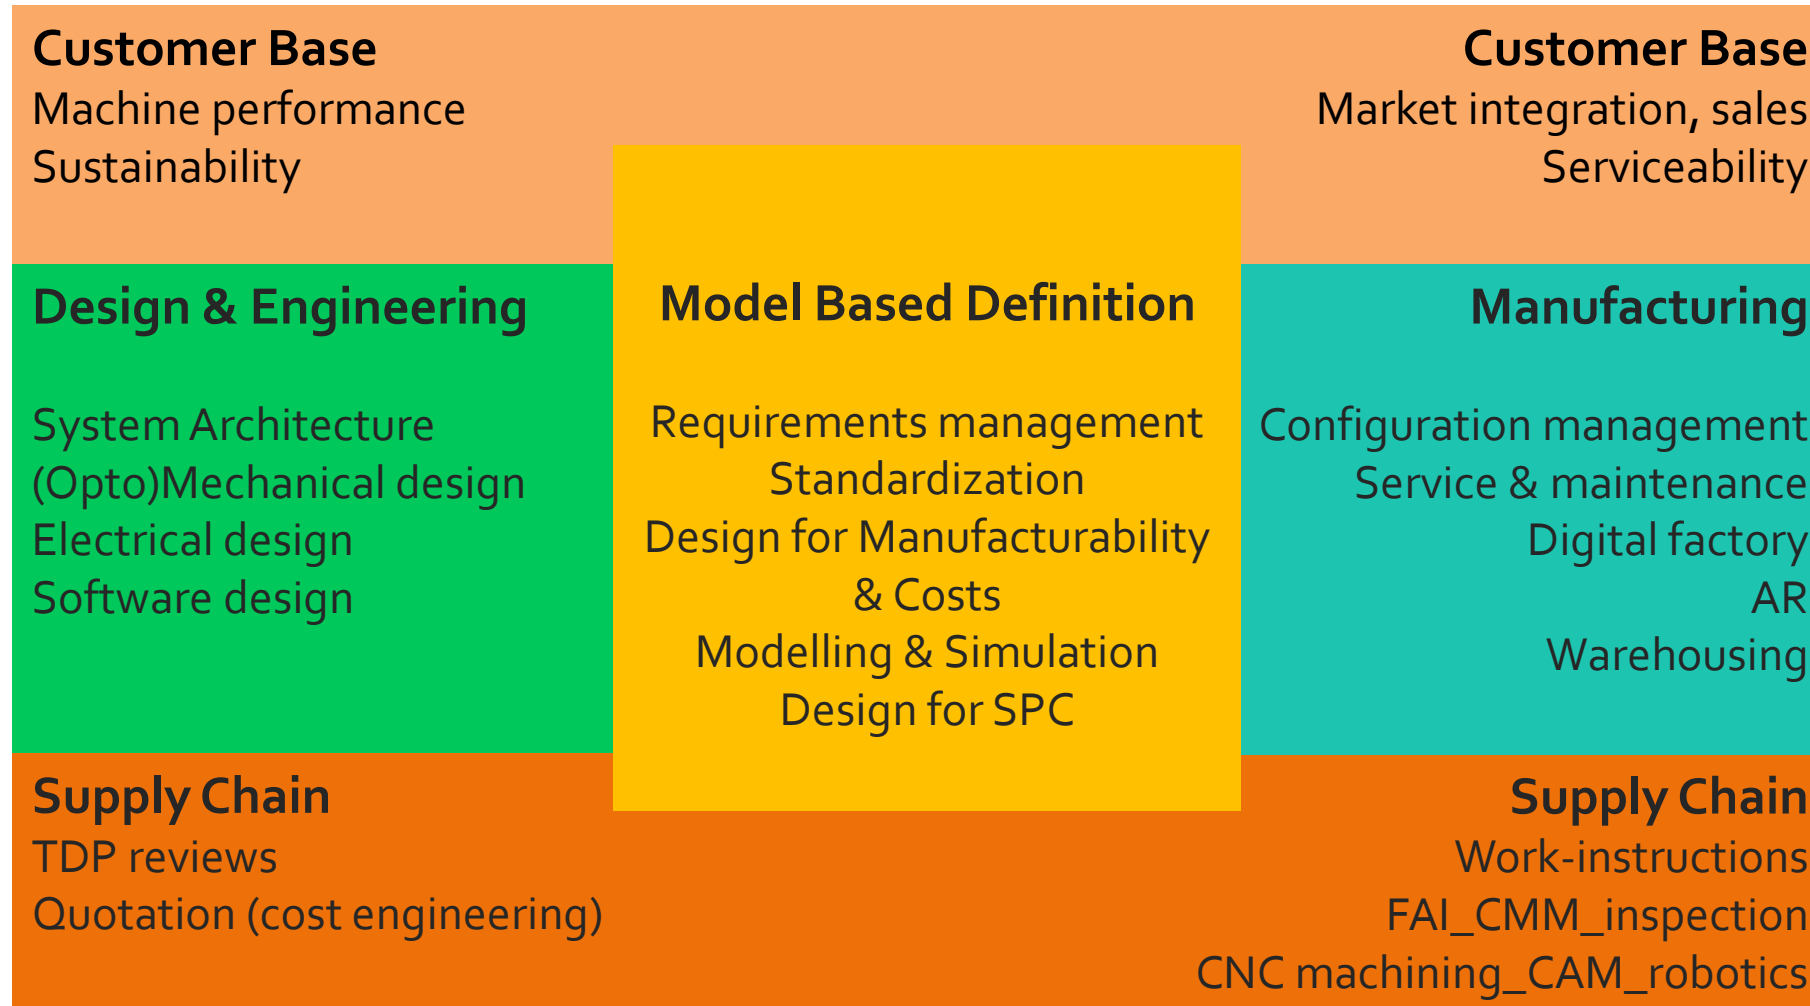 Customer Base
Machine performance
Sustainability
Customer Base
Market integration, sales
Serviceability
Design & Engineering
System Architecture
(Opto)Mechanical design
Electrical design
Software design
Model Based Definition
Requirements management
Standardization
Design for Manufacturability
& Costs
Modelling & Simulation
Design for SPC
Manufacturing
Configuration management
Service & maintenance
Digital factory
AR
Warehousing
Supply Chain
TDP reviews
Quotation (cost engineering)
Supply Chain
Work-instructions
FAI_CMM_inspection
CNC machining_CAM_robotics